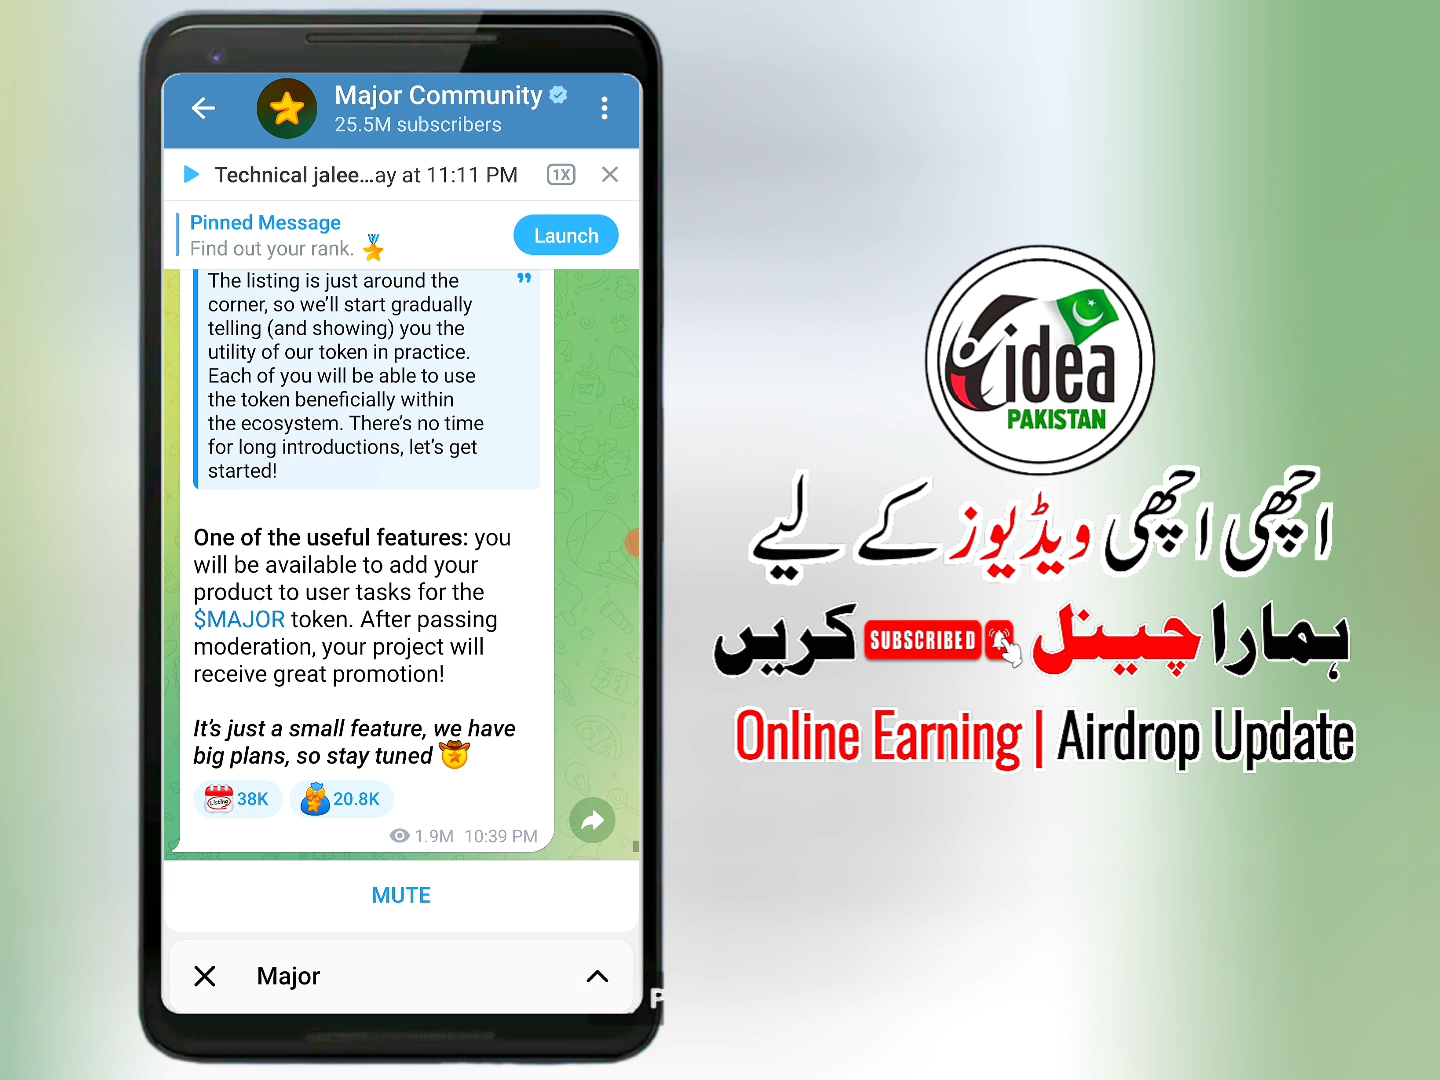 Major Community
25.5M subscribers
Technical jalee...ay at 11:11 PM
1X
Pinned Message
Find out your rank.
Launch
The listing is just around the
corner, so we'll start gradually
telling (and showing) you the
utility of our token in practice.
Each of you will be able to use
the token beneficially within
the ecosystem. There's no time
for long introductions, let's get
started!
One of the useful features: you
will be available to add your
product to user tasks for the
$MAJOR token. After passing
moderation, your project will
receive great promotion!
It's just a small feature, we have
big plans, so stay tuned
Listing 38K 20.8K
1.9M 10:39 PM
MUTE
Major
P
idea
PAKISTAN
اچھی اچھی ویڈیوز کے لیے
ہمارا چینل SUBSCRIBED کریں
Online Earning | Airdrop Update